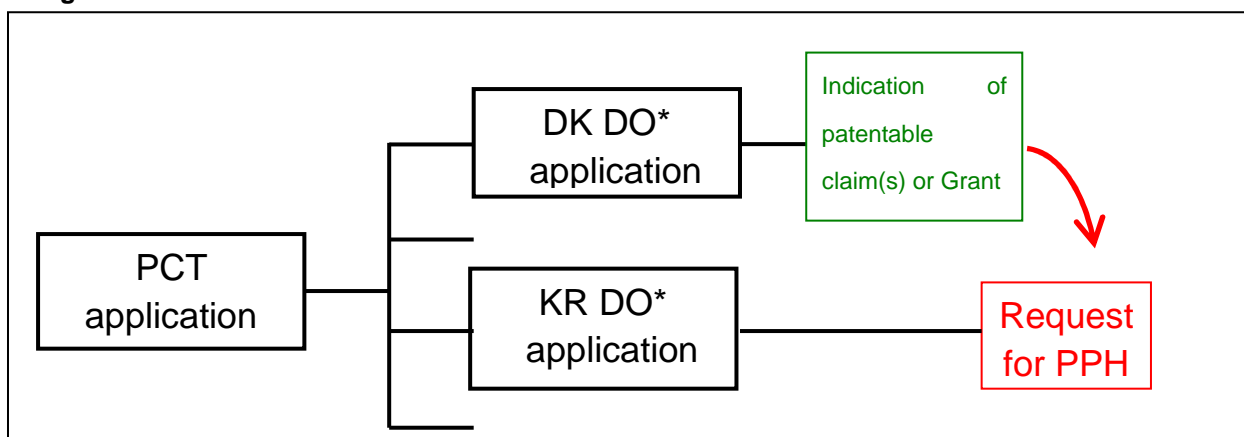 DK DO*
application
Indication of
patentable
claim(s) or Grant
PCT
application
KR DO*
application
Request
for PPH